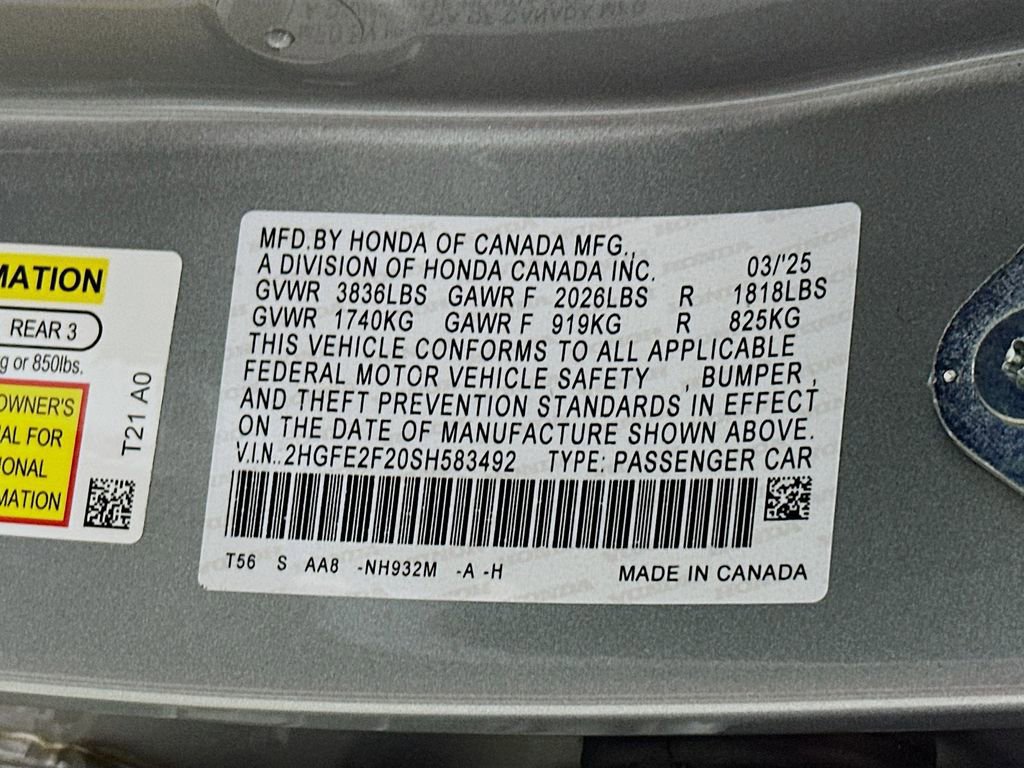 MATION
REAR 3
g or 850lbs.
OWNER'S
AL FOR
ONAL
MATION
T21 A0
MFD.BY HONDA OF CANADA MFG.,
A DIVISION OF HONDA CANADA INC. 03/'25
GVWR 3836LBS GAWR F 2026LBS R 1818LBS
GVWR 1740KG GAWR F 919KG R 825KG
THIS VEHICLE CONFORMS TO ALL APPLICABLE
FEDERAL MOTOR VEHICLE SAFETY , BUMPER ,
AND THEFT PREVENTION STANDARDS IN EFFECT
ON THE DATE OF MANUFACTURE SHOWN ABOVE.
V.I.N..2HGFE2F20SH583492 TYPE: PASSENGER CAR
T56 S AA8 -NH932M -A -H MADE IN CANADA